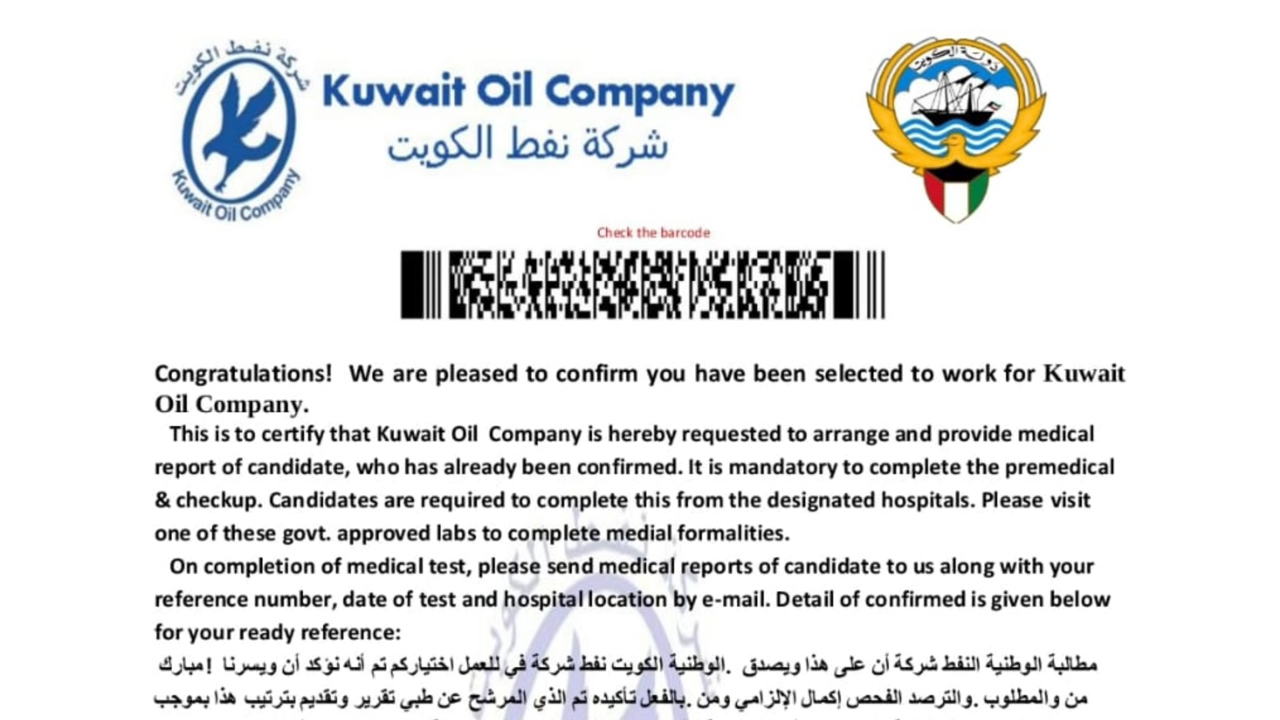 شركة نفط الكويت
Kuwait Oil Company
Kuwait Oil Company
شركة نفط الكويت
دولة الكويت
Check the barcode
Congratulations! We are pleased to confirm you have been selected to work for Kuwait
Oil Company.
This is to certify that Kuwait Oil Company is hereby requested to arrange and provide medical
report of candidate, who has already been confirmed. It is mandatory to complete the premedical
& checkup. Candidates are required to complete this from the designated hospitals. Please visit
one of these govt. approved labs to complete medial formalities.
On completion of medical test, please send medical reports of candidate to us along with your
reference number, date of test and hospital location by e-mail. Detail of confirmed is given below
for your ready reference:
مطالبة الوطنية النفط شركة أن على هذا ويصدق .الوطنية الكويت نفط شركة في للعمل اختياركم تم أنه نؤكد أن ويسرنا !مبارك
من والمطلوب .والترصد الفحص إكمال الإلزامي ومن .بالفعل تأكيده تم الذي المرشح عن طبي تقرير وتقديم بترتيب هذا بموجب